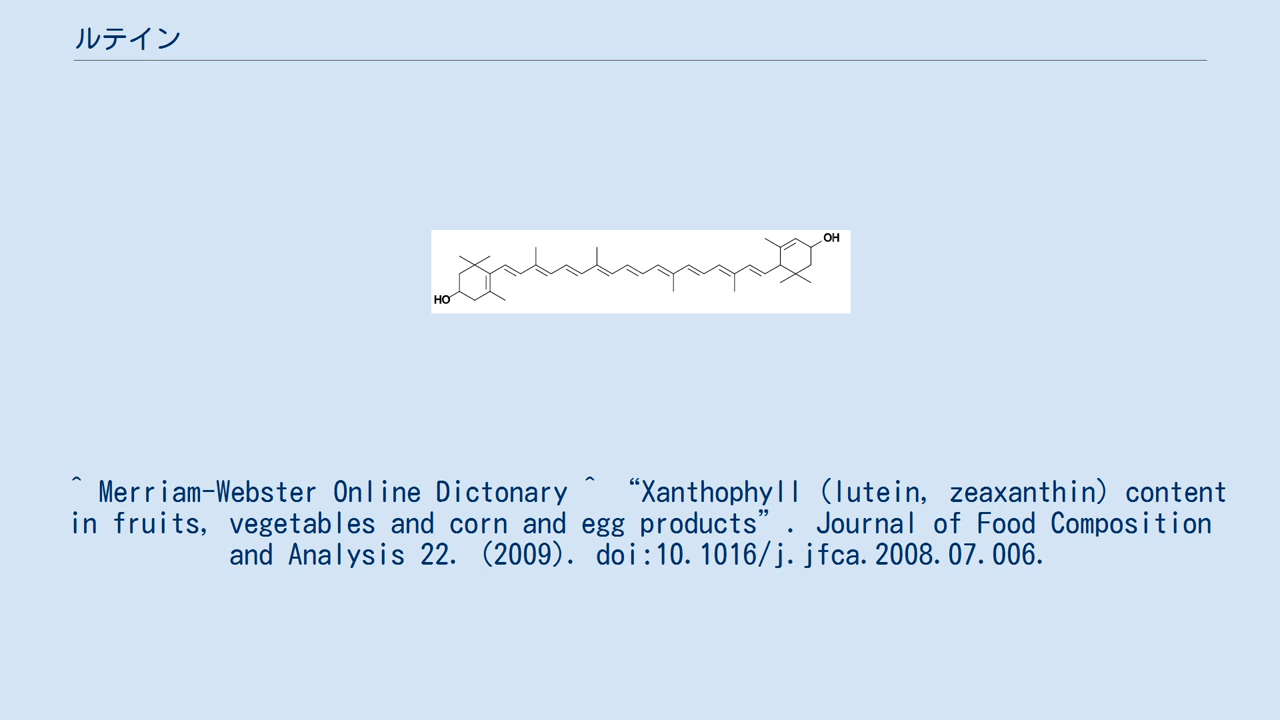 ルテイン
OH
HO
^ Merriam-Webster Online Dictonary ^ “Xanthophyll (lutein, zeaxanthin) content
in fruits, vegetables and corn and egg products”. Journal of Food Composition
and Analysis 22. (2009). doi:10.1016/j.jfca.2008.07.006.